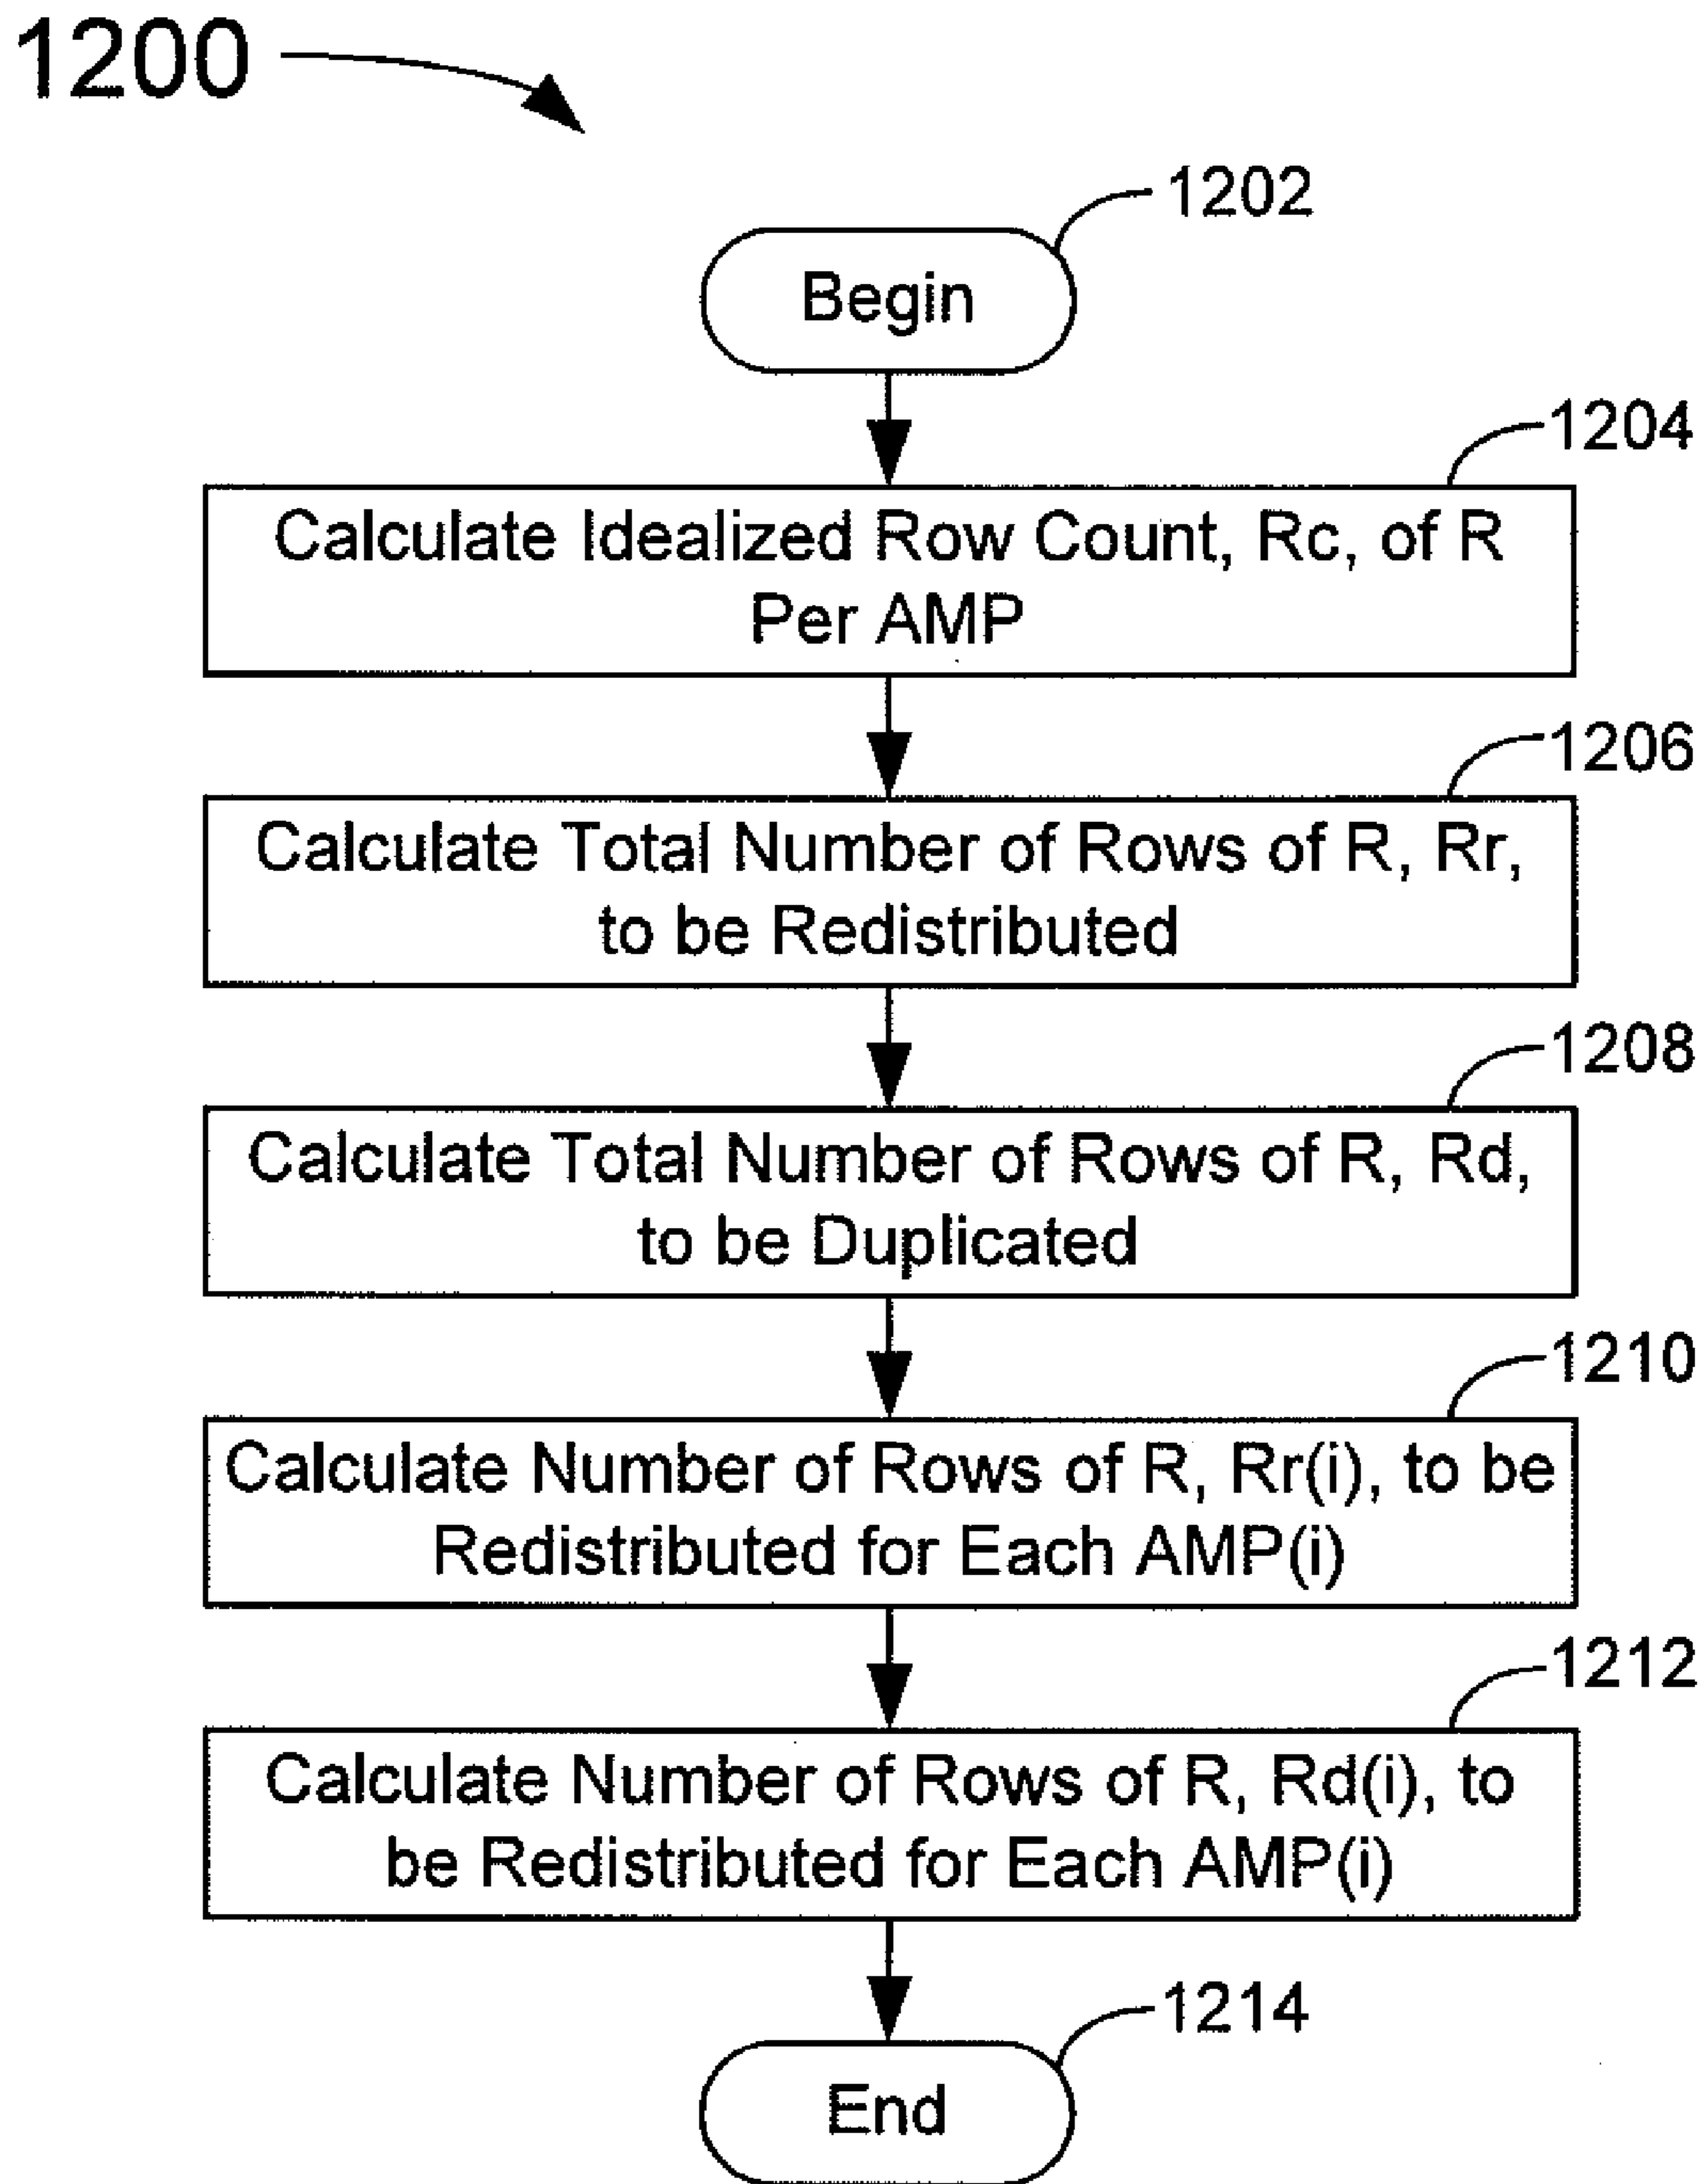 1200
1202
Begin
1204
Calculate Idealized Row Count, Rc, of R
Per AMP
1206
Calculate Total Number of Rows of R, Rr,
to be Redistributed
1208
Calculate Total Number of Rows of R, Rd,
to be Duplicated
1210
Calculate Number of Rows of R, Rr(i), to be
Redistributed for Each AMP(i)
1212
Calculate Number of Rows of R, Rd(i), to
be Redistributed for Each AMP(i)
1214
End